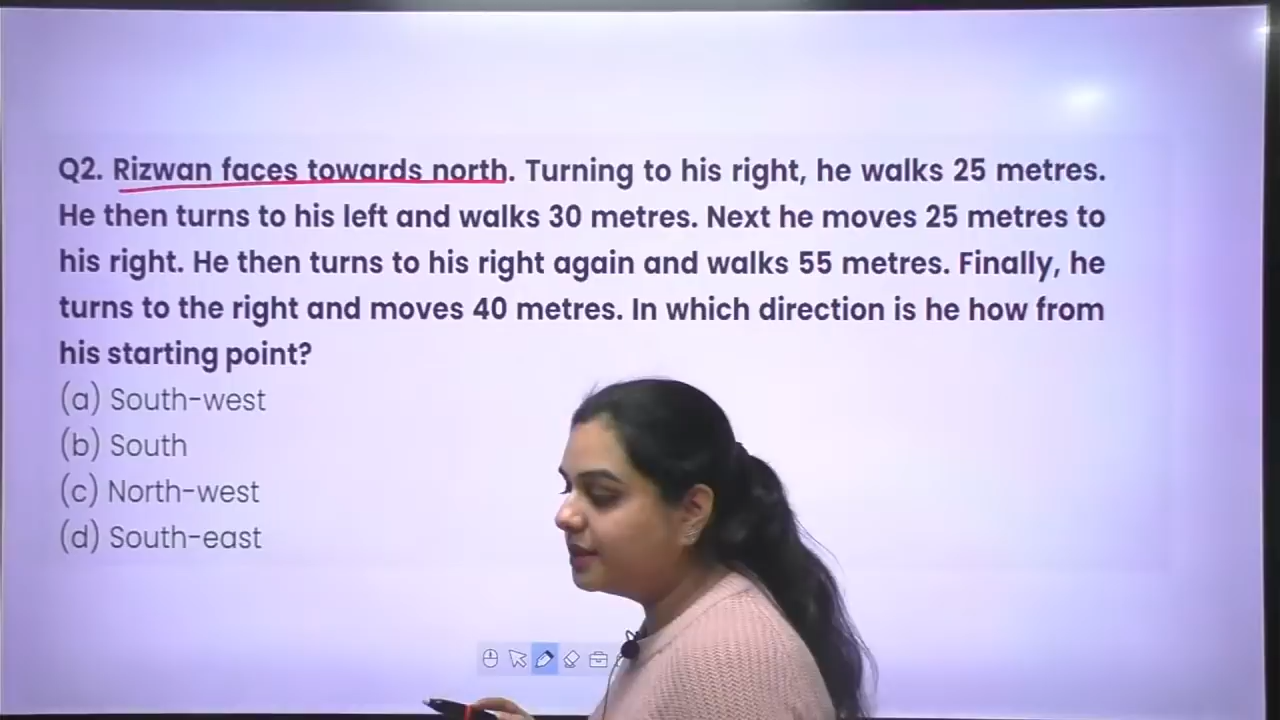 Q2. Rizwan faces towards north. Turning to his right, he walks 25 metres.
He then turns to his left and walks 30 metres. Next he moves 25 metres to
his right. He then turns to his right again and walks 55 metres. Finally, he
turns to the right and moves 40 metres. In which direction is he how from
his starting point?
(a) South-west
(b) South
(c) North-west
(d) South-east